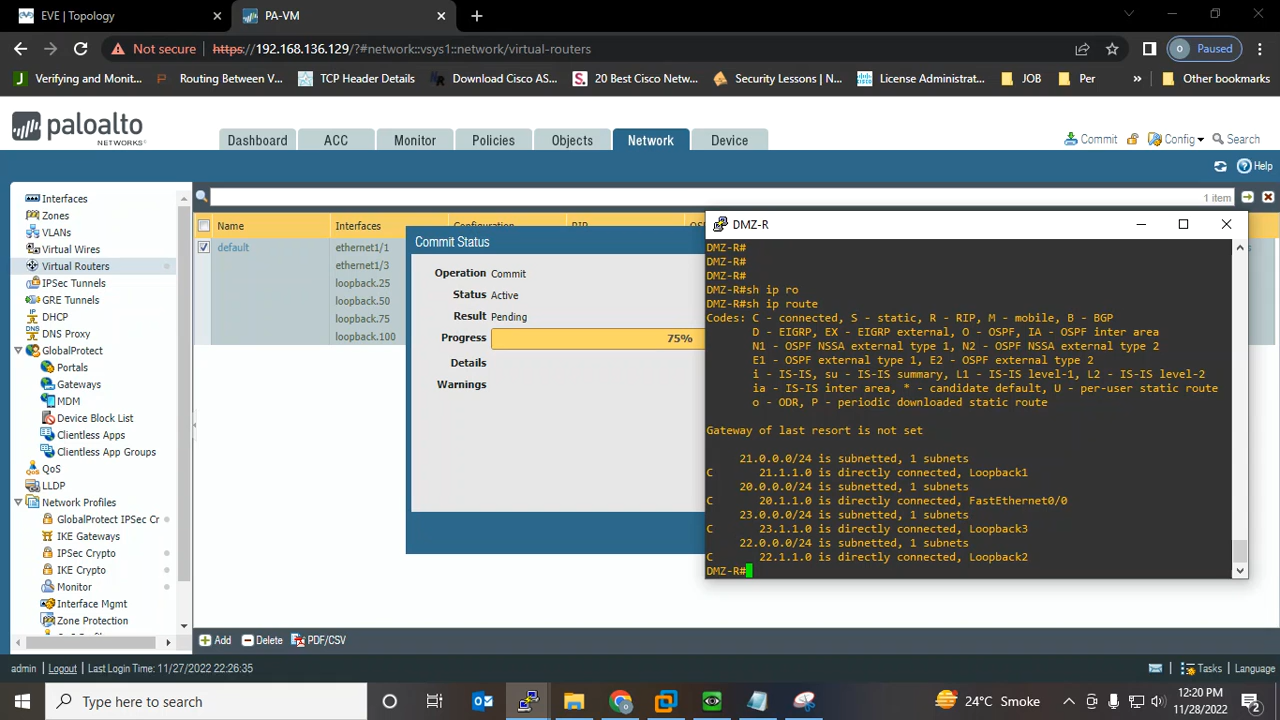 EVE | Topology
PA-VM
Not secure
https://192.168.136.129/?#network::vsys1::network/virtual-routers
Paused
Verifying and Monit...
Routing Between V...
TCP Header Details
Download Cisco AS...
20 Best Cisco Netw...
Security Lessons | N...
License Administrati...
JOB
Per
»
Other bookmarks
paloalto
NETWORKS
Dashboard
ACC
Monitor
Policies
Objects
Network
Device
Commit
Config
Search
Help
Interfaces
Zones
VLANs
Virtual Wires
Virtual Routers
IPSec Tunnels
GRE Tunnels
DHCP
DNS Proxy
GlobalProtect
Portals
Gateways
MDM
Device Block List
Clientless Apps
Clientless App Groups
QoS
LLDP
Network Profiles
GlobalProtect IPSec Cr
IKE Gateways
IPSec Crypto
IKE Crypto
Monitor
Interface Mgmt
Zone Protection
1 item
Name
Interfaces
Configuration
RIP
default
ethernet1/1
ethernet1/3
loopback.25
loopback.50
loopback.75
loopback.100
Commit Status
Operation Commit
Status Active
Result Pending
Progress 75%
Details
Warnings
DMZ-R
DMZ-R#
DMZ-R#
DMZ-R#
DMZ-R#sh ip ro
DMZ-R#sh ip route
Codes: C - connected, S - static, R - RIP, M - mobile, B - BGP
D - EIGRP, EX - EIGRP external, O - OSPF, IA - OSPF inter area
N1 - OSPF NSSA external type 1, N2 - OSPF NSSA external type 2
E1 - OSPF external type 1, E2 - OSPF external type 2
i - IS-IS, su - IS-IS summary, L1 - IS-IS level-1, L2 - IS-IS level-2
ia - IS-IS inter area, * - candidate default, U - per-user static route
o - ODR, P - periodic downloaded static route
Gateway of last resort is not set
21.0.0.0/24 is subnetted, 1 subnets
C 21.1.1.0 is directly connected, Loopback1
20.0.0.0/24 is subnetted, 1 subnets
C 20.1.1.0 is directly connected, FastEthernet0/0
23.0.0.0/24 is subnetted, 1 subnets
C 23.1.1.0 is directly connected, Loopback3
22.0.0.0/24 is subnetted, 1 subnets
C 22.1.1.0 is directly connected, Loopback2
DMZ-R#
Add
Delete
PDF/CSV
admin | Logout | Last Login Time: 11/27/2022 22:26:35
Tasks | Language
Type here to search
24°C Smoke
12:20 PM
11/28/2022
2